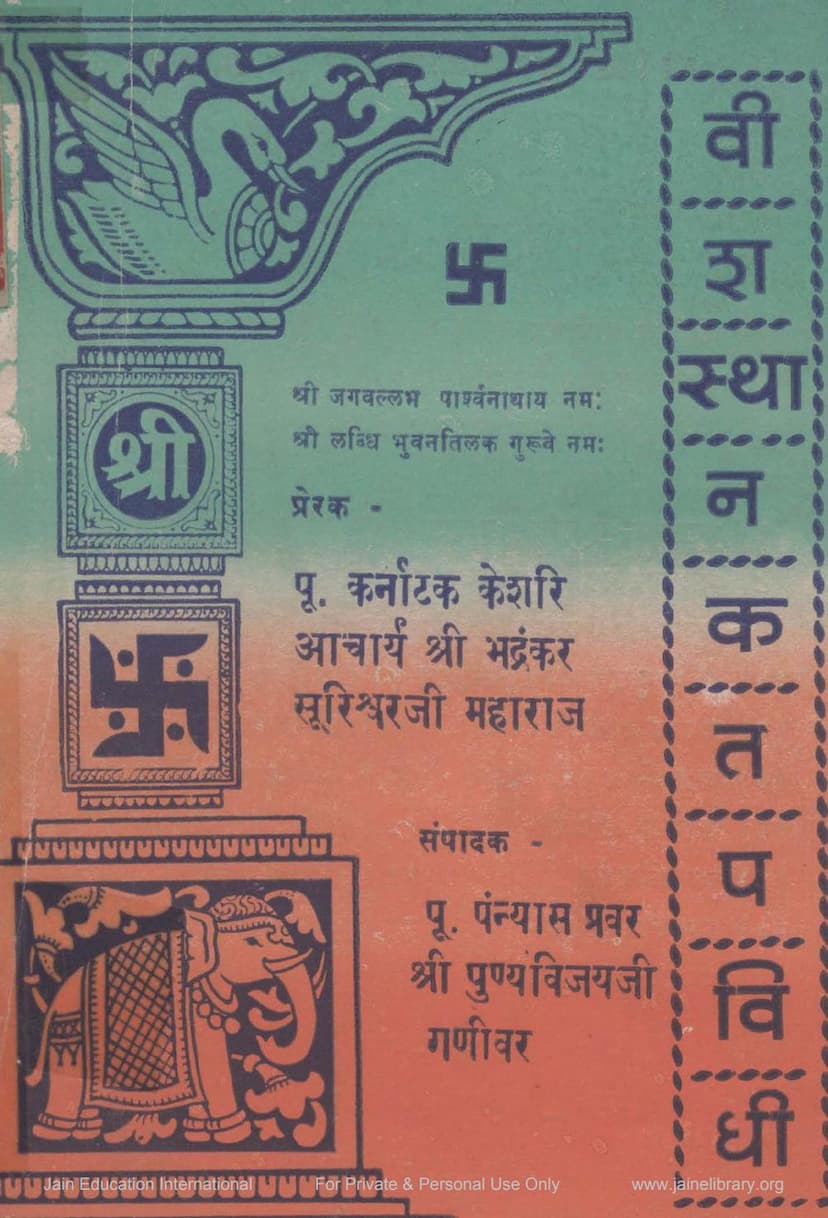 वी
श
स्था
न
क
त
प
वि
धी
श्री जगवल्लभ पार्श्वनाथाय नमः
श्री लब्धि भुवनतिलक गुरूवे नमः
श्री
प्रेरक -
पू. कर्नाटक केशरि
आचार्य श्री भद्रंकर
सूरिश्वरजी महाराज
संपादक -
पू. पंन्यास प्रवर
श्री पुण्यविजयजी
गणीवर
Jain Education International For Private & Personal Use Only www.jainelibrary.org